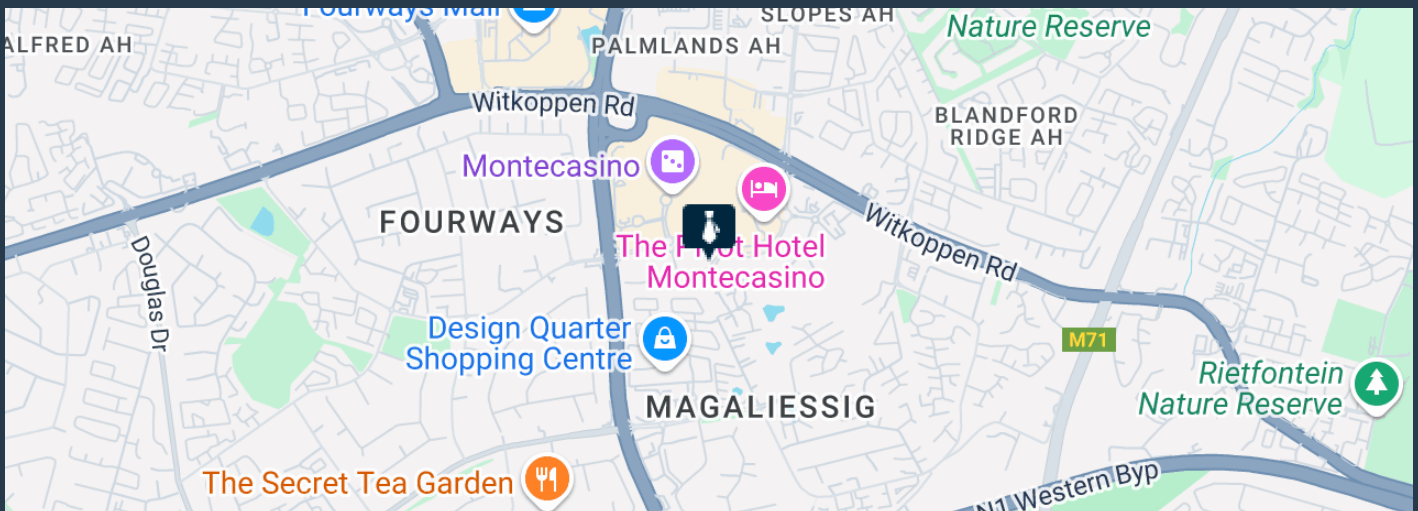 Fourways Mall
SLOPES AH
Nature Reserve
ALFRED AH
PALMLANDS AH
Witkoppen Rd
BLANDFORD
RIDGE AH
Montecasino
FOURWAYS
Witkoppen Rd
The Hotel
Montecasino
Douglas Dr
Design Quarter
Shopping Centre
M71
Rietfontein
Nature Reserve
MAGALIESSIG
The Secret Tea Garden
N1 Western Byp